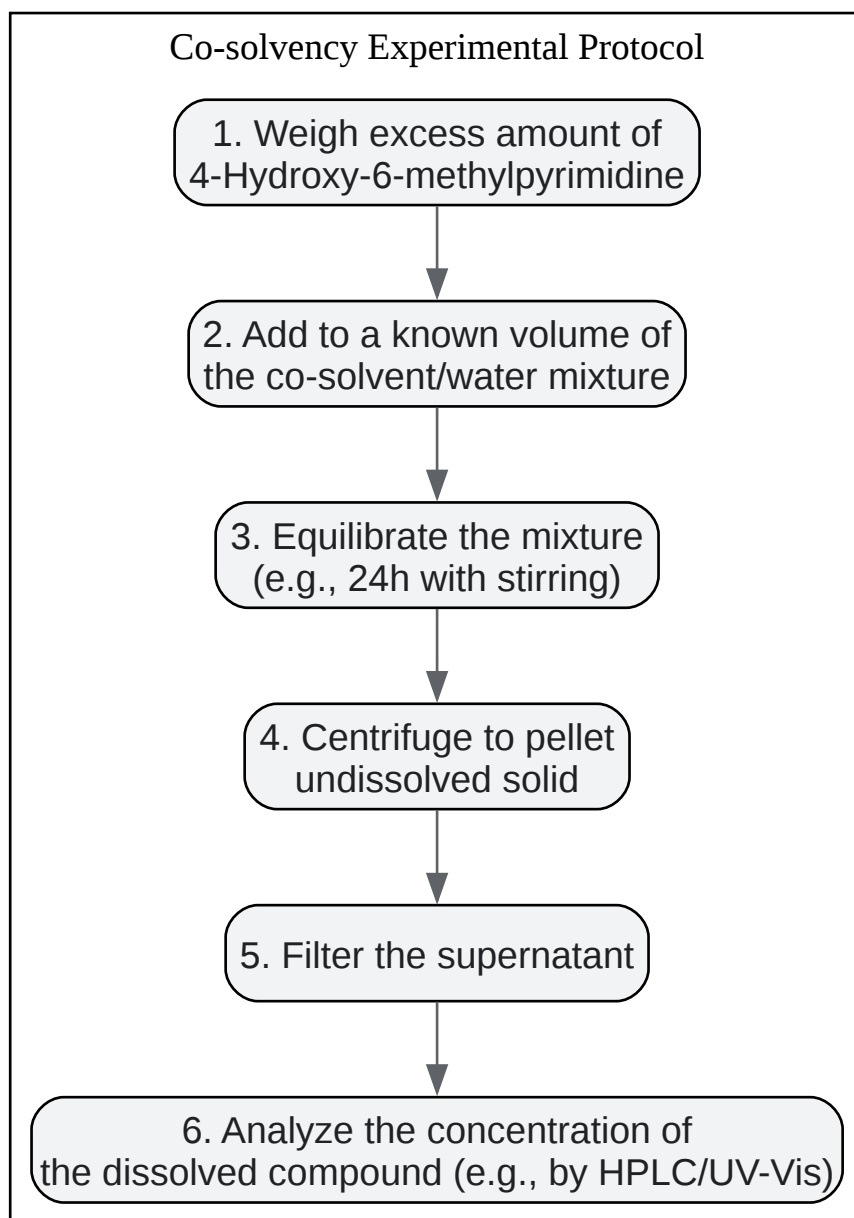 Co-solvency Experimental Protocol
1. Weigh excess amount of
4-Hydroxy-6-methylpyrimidine
2. Add to a known volume of
the co-solvent/water mixture
3. Equilibrate the mixture
(e.g., 24h with stirring)
4. Centrifuge to pellet
undissolved solid
5. Filter the supernatant
6. Analyze the concentration of
the dissolved compound (e.g., by HPLC/UV-Vis)